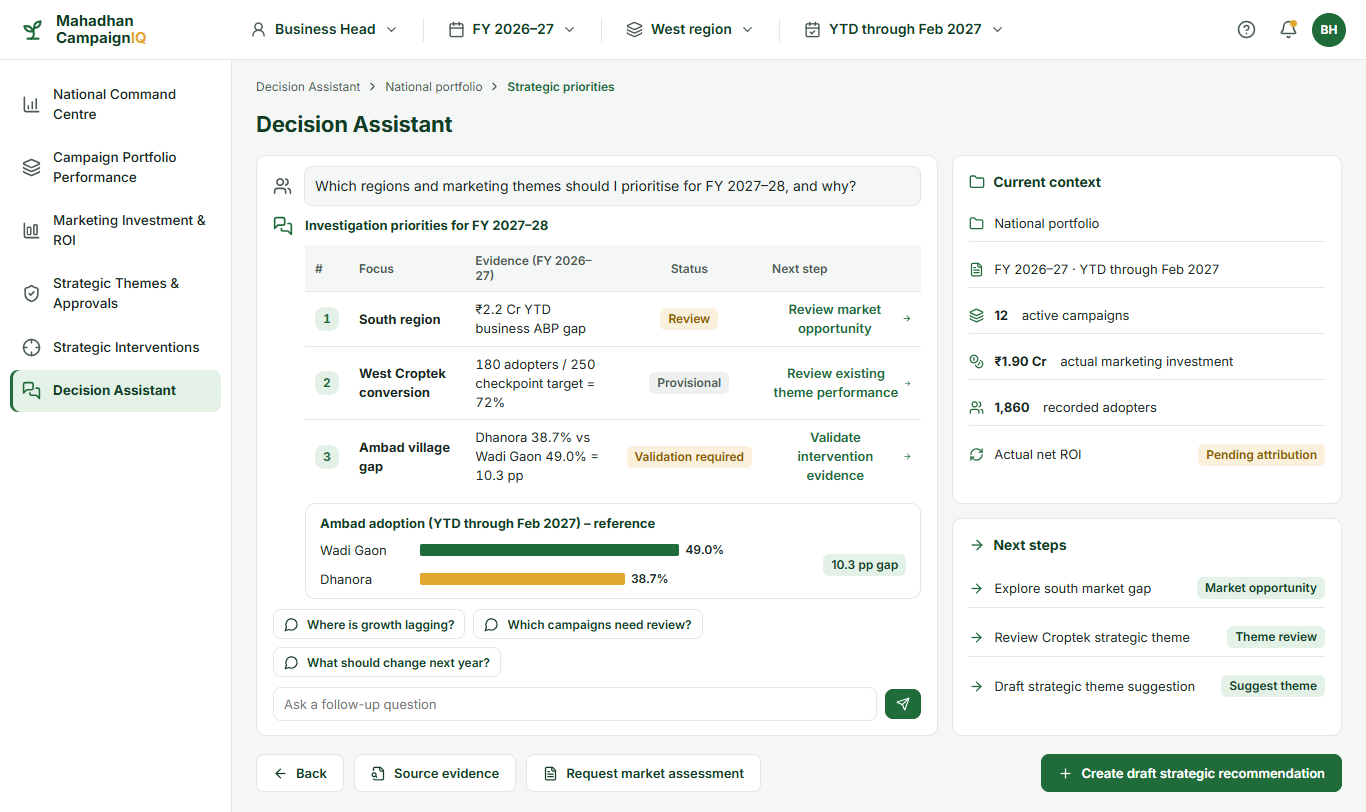 Mahadhan
CampaignIQ
Business Head
FY 2026–27
West region
YTD through Feb 2027
BH
National Command
Centre
Campaign Portfolio
Performance
Marketing Investment &
ROI
Strategic Themes &
Approvals
Strategic Interventions
Decision Assistant
Decision Assistant > National portfolio > Strategic priorities
Decision Assistant
Which regions and marketing themes should I prioritise for FY 2027–28, and why?
Investigation priorities for FY 2027–28
# Focus Evidence (FY 2026–
27) Status Next step
1 South region ₹2.2 Cr YTD
business ABP gap Review Review market
opportunity →
2 West Croptek
conversion 180 adopters / 250
checkpoint target =
72% Provisional Review existing
theme performance →
3 Ambad village
gap Dhanora 38.7% vs
Wadi Gaon 49.0% =
10.3 pp Validation required Validate
intervention
evidence →
Ambad adoption (YTD through Feb 2027) – reference
Wadi Gaon 49.0%
Dhanora 38.7%
10.3 pp gap
Where is growth lagging?
Which campaigns need review?
What should change next year?
Ask a follow-up question
Current context
National portfolio
FY 2026–27 · YTD through Feb 2027
12 active campaigns
₹1.90 Cr actual marketing investment
1,860 recorded adopters
Actual net ROI Pending attribution
→ Next steps
→ Explore south market gap Market opportunity
→ Review Croptek strategic theme Theme review
→ Draft strategic theme suggestion Suggest theme
← Back
Source evidence
Request market assessment
+ Create draft strategic recommendation